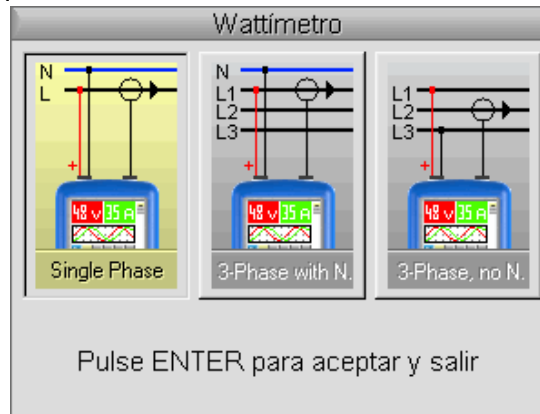 Wattímetro
N
L
+
48 v 35 A
Single Phase
N
L1
L2
L3
+
48 v 35 A
3-Phase with N.
L1
L2
L3
+
48 v 35 A
3-Phase, no N.
Pulse ENTER para aceptar y salir